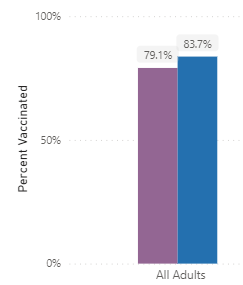 100%
83.7%
79.1%
50%
0%
Percent Vaccinated
All Adults